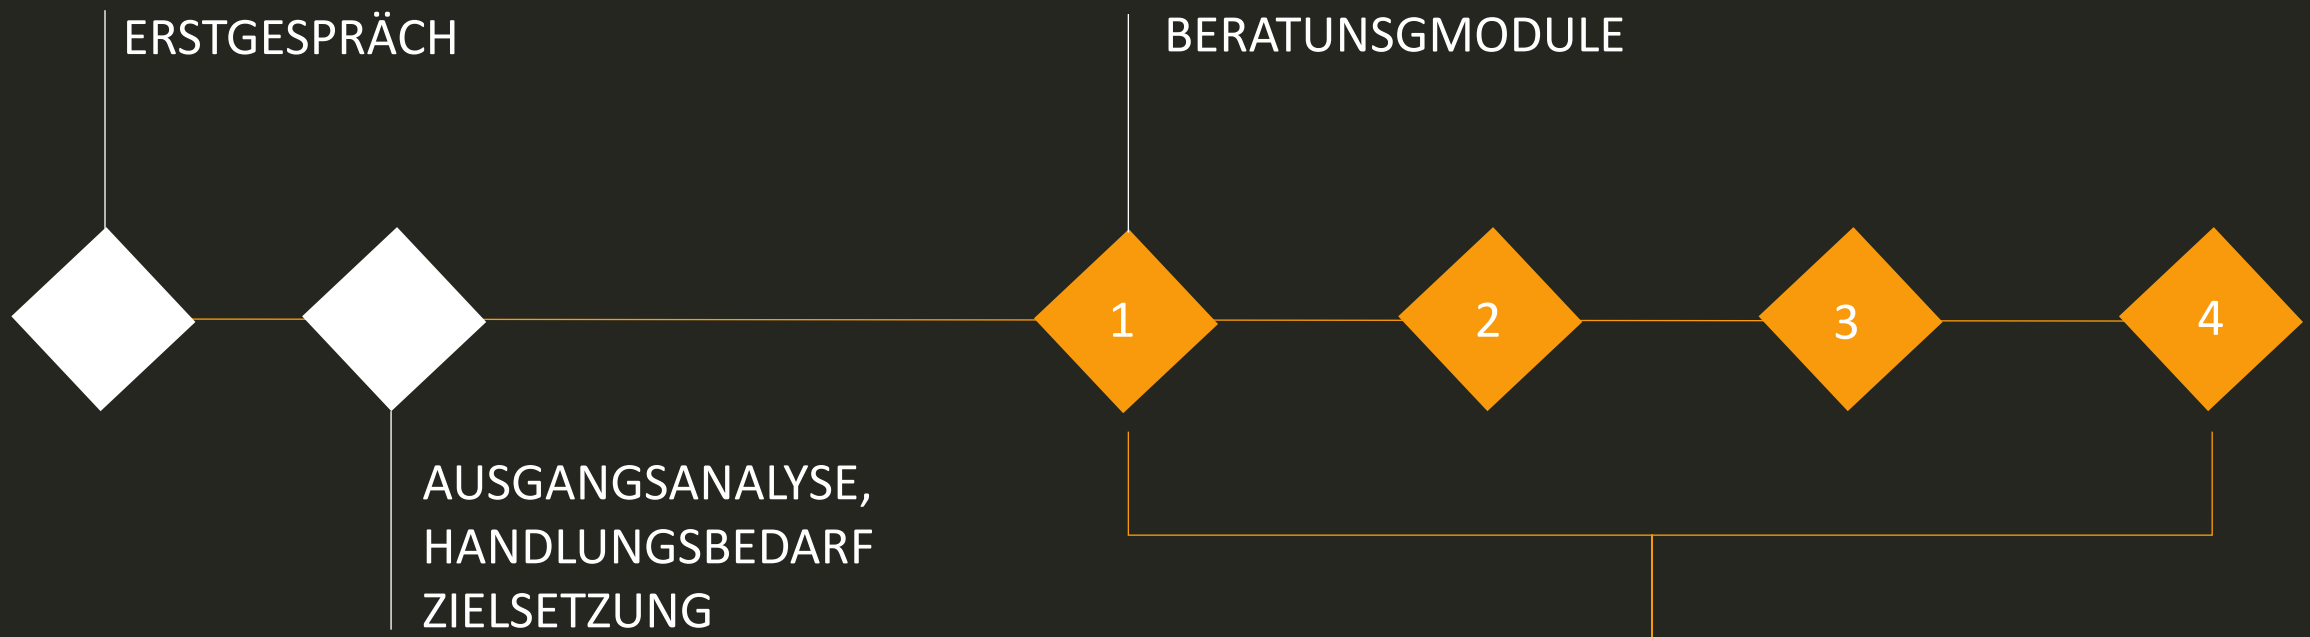 ERSTGESPRÄCH
BERATUNSGMODULE
1
2
3
4
AUSGANGSANALYSE,
HANDLUNGSBEDARF
ZIELSETZUNG